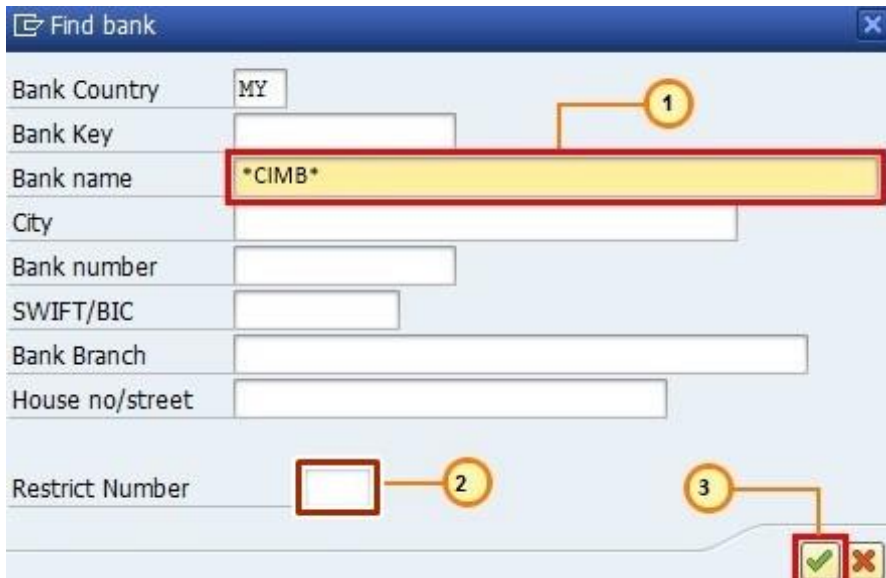 Find bank
Bank Country MY
1
Bank Key
Bank name *CIMB*
City
Bank number
SWIFT/BIC
Bank Branch
House no/street
Restrict Number 2
3